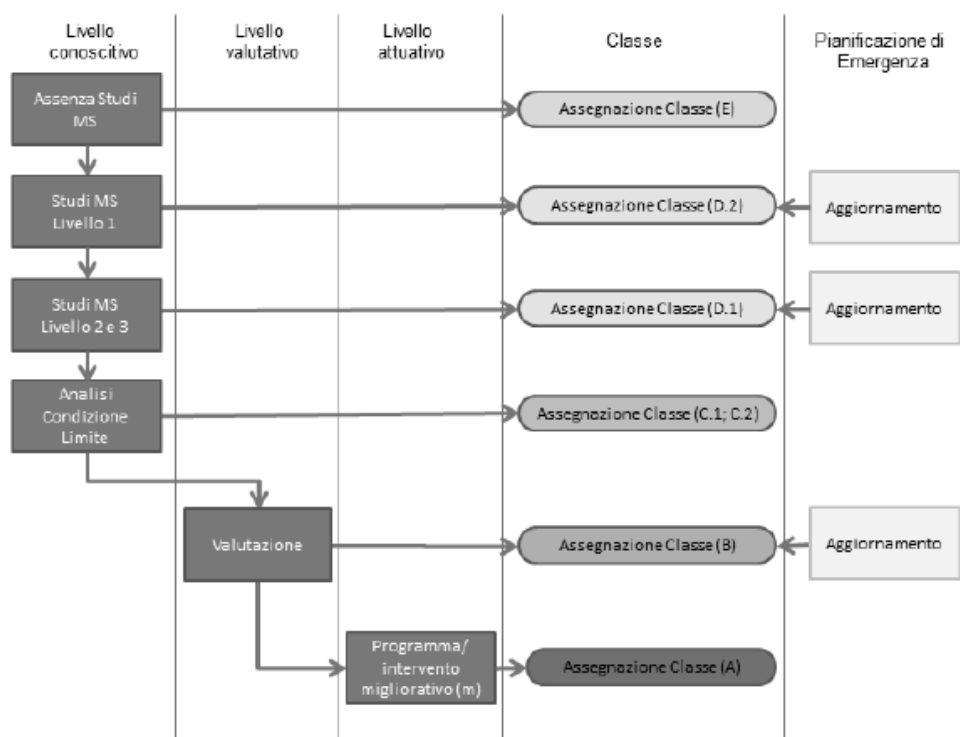 Livello
conoscitivo
Livello
valutativo
Livello
attuativo
Classe
Pianificazione di
Emergenza
Assenza Studi
MS
Assegnazione Classe (E)
Studi MS
Livello 1
Assegnazione Classe (D.2)
Aggiornamento
Studi MS
Livello 2 e 3
Assegnazione Classe (D.1)
Aggiornamento
Analisi
Condizione
Limite
Assegnazione Classe (C.1; C.2)
Valutazione
Assegnazione Classe (B)
Aggiornamento
Programma/
intervento
migliorativo (m)
Assegnazione Classe (A)